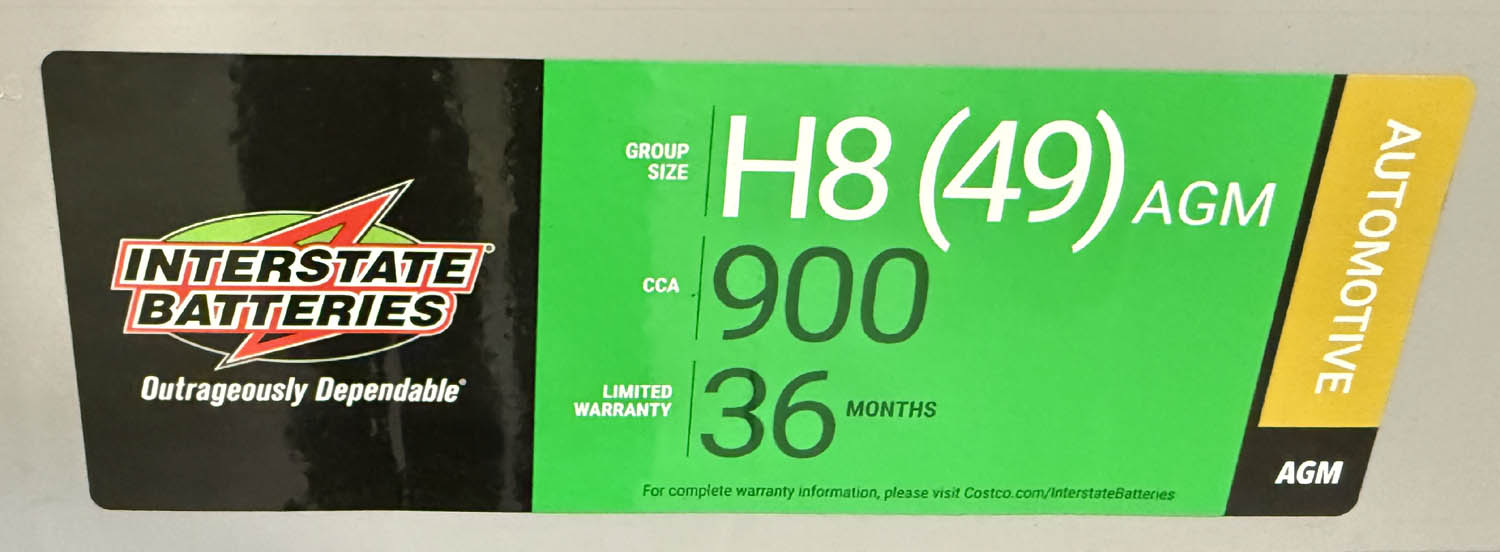 INTERSTATE
BATTERIES
Outrageously Dependable®
GROUP
SIZE
H8 (49) AGM
CCA
900
LIMITED
WARRANTY
36 MONTHS
For complete warranty information, please visit Costco.com/InterstateBatteries
AUTOMOTIVE
AGM